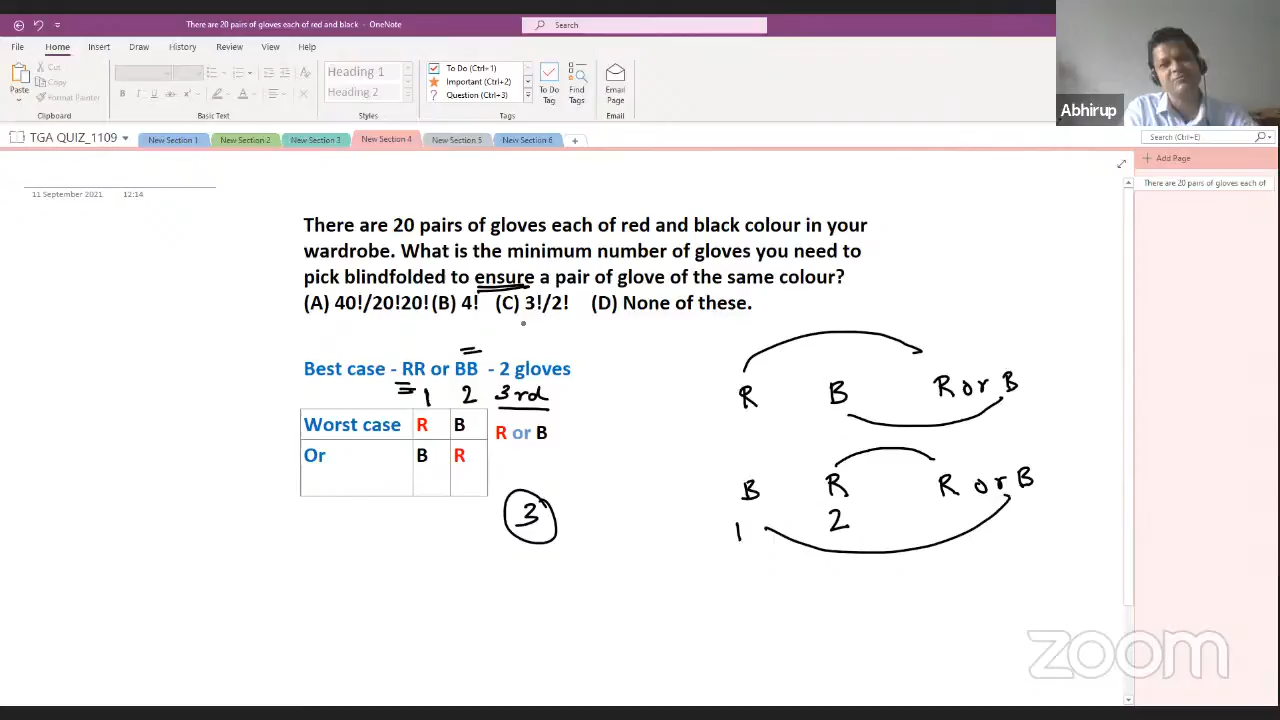 There are 20 pairs of gloves each of red and black - OneNote
Search
File Home Insert Draw History Review View Help
Paste
Cut
Copy
Format Painter
Clipboard
B I U
Basic Text
Heading 1
Heading 2
Styles
To Do (Ctrl+1)
Important (Ctrl+2)
Question (Ctrl+3)
To Do Tag
Find Tags
Tags
Email Page
Email
Abhirup
TGA QUIZ_1109
New Section 1 New Section 2 New Section 3 New Section 4 New Section 5 New Section 6
Search (Ctrl+E)
Add Page
There are 20 pairs of gloves each of
11 September 2021 12:14
There are 20 pairs of gloves each of red and black colour in your
wardrobe. What is the minimum number of gloves you need to
pick blindfolded to ensure a pair of glove of the same colour?
(A) 40!/20!20! (B) 4! (C) 3!/2! (D) None of these.
Best case - RR or BB - 2 gloves
1 2 3rd
Worst case R B R or B
Or B R
3
R B R or B
B R R or B
1 2
zoom